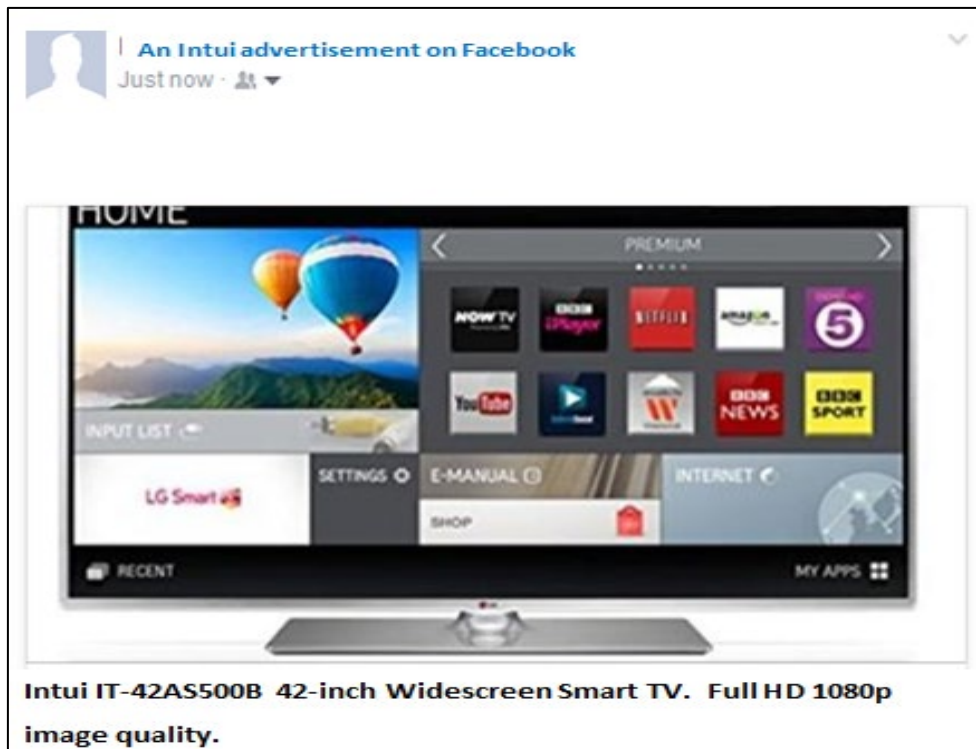 An Intui advertisement on Facebook
Just now ·
HOME
PREMIUM
NOW TV
BBC iPlayer
NETFLIX
amazon
5
YouTube
BBC NEWS
BBC SPORT
INPUT LIST
LG Smart
SETTINGS
E-MANUAL
INTERNET
SHOP
RECENT
MY APPS
Intui IT-42AS500B 42-inch Widescreen Smart TV. Full HD 1080p
image quality.